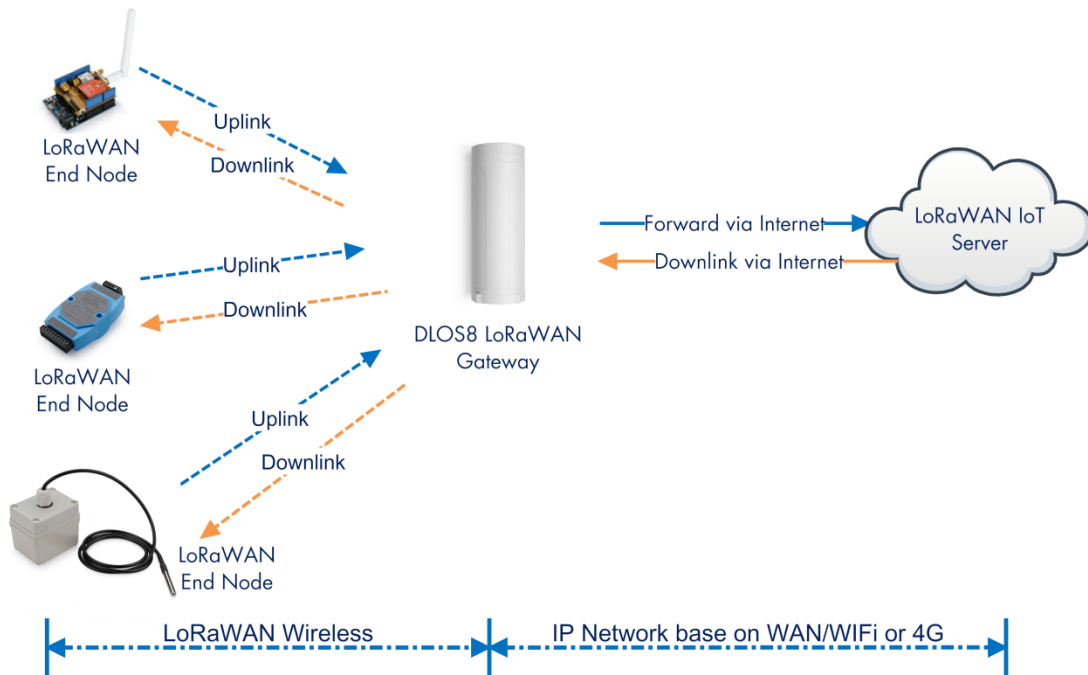 Uplink
Downlink
LoRaWAN
End Node
Uplink
Downlink
LoRaWAN
End Node
Uplink
Downlink
LoRaWAN
End Node
DLOS8 LoRaWAN
Gateway
Forward via Internet
Downlink via Internet
LoRaWAN IoT
Server
LoRaWAN Wireless
IP Network base on WAN/WIFi or 4G